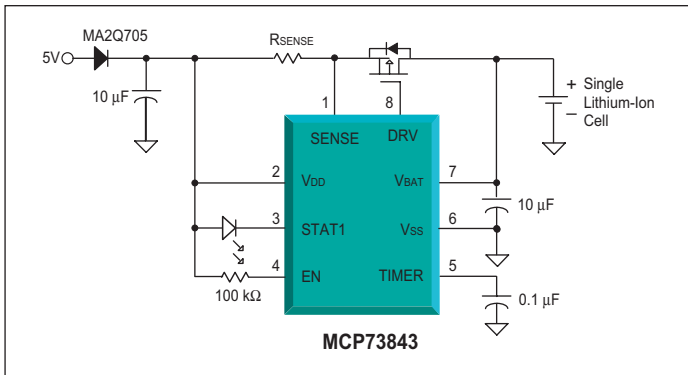 MA2Q705
5V
RSENSE
10 µF
+ Single
– Lithium-Ion
Cell
1
8
SENSE
DRV
2
VDD
VBAT
7
10 µF
3
STAT1
VSS
6
4
EN
TIMER
5
100 kΩ
0.1 µF
MCP73843